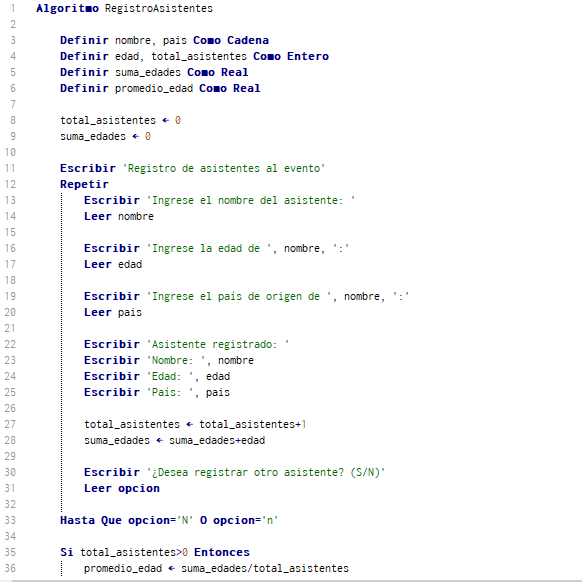 1 Algoritmo RegistroAsistentes
2
3 Definir nombre, pais Como Cadena
4 Definir edad, total_asistentes Como Entero
5 Definir suma_edades Como Real
6 Definir promedio_edad Como Real
7
8 total_asistentes ← 0
9 suma_edades ← 0
10
11 Escribir 'Registro de asistentes al evento'
12 Repetir
13 Escribir 'Ingrese el nombre del asistente: '
14 Leer nombre
15
16 Escribir 'Ingrese la edad de ', nombre, ':'
17 Leer edad
18
19 Escribir 'Ingrese el país de origen de ', nombre, ':'
20 Leer pais
21
22 Escribir 'Asistente registrado: '
23 Escribir 'Nombre: ', nombre
24 Escribir 'Edad: ', edad
25 Escribir 'País: ', pais
26
27 total_asistentes ← total_asistentes+1
28 suma_edades ← suma_edades+edad
29
30 Escribir '¿Desea registrar otro asistente? (S/N)'
31 Leer opcion
32
33 Hasta Que opcion='N' O opcion='n'
34
35 Si total_asistentes>0 Entonces
36 promedio_edad ← suma_edades/total_asistentes